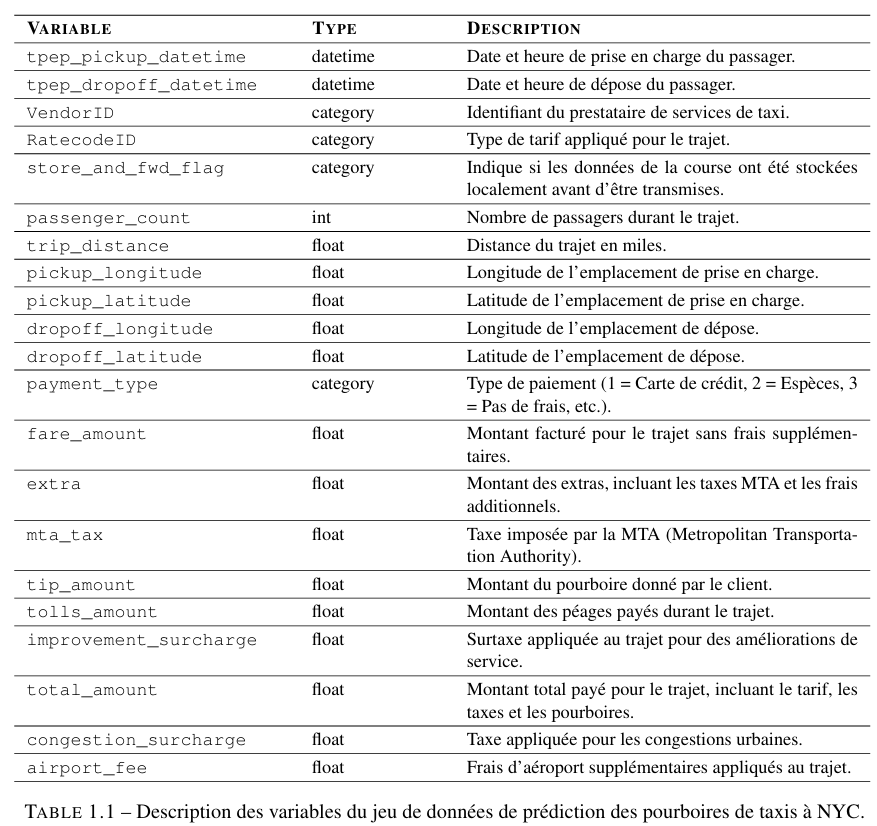 VARIABLE TYPE DESCRIPTION
tpep_pickup_datetime datetime Date et heure de prise en charge du passager.
tpep_dropoff_datetime datetime Date et heure de dépose du passager.
VendorID category Identifiant du prestataire de services de taxi.
RatecodeID category Type de tarif appliqué pour le trajet.
store_and_fwd_flag category Indique si les données de la course ont été stockées
localement avant d'être transmises.
passenger_count int Nombre de passagers durant le trajet.
trip_distance float Distance du trajet en miles.
pickup_longitude float Longitude de l'emplacement de prise en charge.
pickup_latitude float Latitude de l'emplacement de prise en charge.
dropoff_longitude float Longitude de l'emplacement de dépose.
dropoff_latitude float Latitude de l'emplacement de dépose.
payment_type category Type de paiement (1 = Carte de crédit, 2 = Espèces, 3
= Pas de frais, etc.).
fare_amount float Montant facturé pour le trajet sans frais supplémen-
taires.
extra float Montant des extras, incluant les taxes MTA et les frais
additionnels.
mta_tax float Taxe imposée par la MTA (Metropolitan Transporta-
tion Authority).
tip_amount float Montant du pourboire donné par le client.
tolls_amount float Montant des péages payés durant le trajet.
improvement_surcharge float Surtaxe appliquée au trajet pour des améliorations de
service.
total_amount float Montant total payé pour le trajet, incluant le tarif, les
taxes et les pourboires.
congestion_surcharge float Taxe appliquée pour les congestions urbaines.
airport_fee float Frais d'aéroport supplémentaires appliqués au trajet.
TABLE 1.1 – Description des variables du jeu de données de prédiction des pourboires de taxis à NYC.